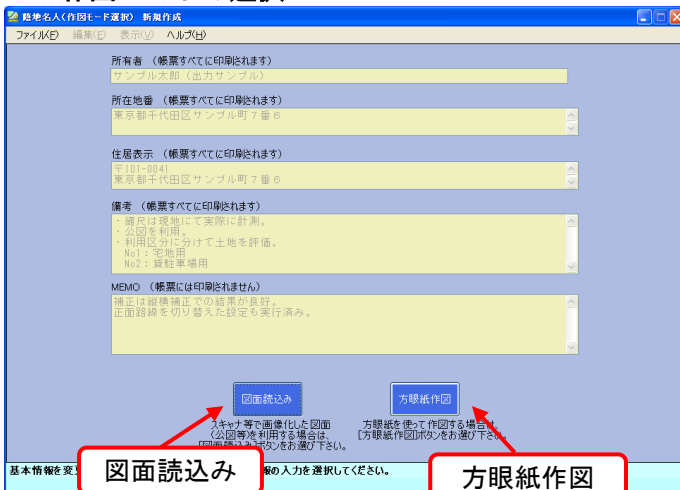 陰地名人(作図モード選択) 新規作成
ファイル(F) 編集(E) 表示(V) ヘルプ(H)
所有者 (帳票すべてに印刷されます)
サンプル太郎(出力サンプル)
所在地番 (帳票すべてに印刷されます)
東京都千代田区サンプル町7番6
住居表示 (帳票すべてに印刷されます)
〒101-0041
東京都千代田区サンプル町7番6
備考 (帳票すべてに印刷されます)
・縮尺は現地にて実際に計測。
・公図を利用。
・利用区分に分けて土地を評価。
No1:宅地用
No2:貸駐車場用
MEMO (帳票には印刷されません)
補正は縦横補正での結果が良好。
正面路線を切り替えた設定も実行済み。
図面読込み 方眼紙作図
スキャナ等で画像化した図面 方眼紙を使って作図する場合は、
(公図等)を利用する場合は、 [方眼紙作図]ボタンをお選び下さい。
ボタンをお選び下さい。
基本情報を変 の入力を選択してください。
図面読込み 方眼紙作図